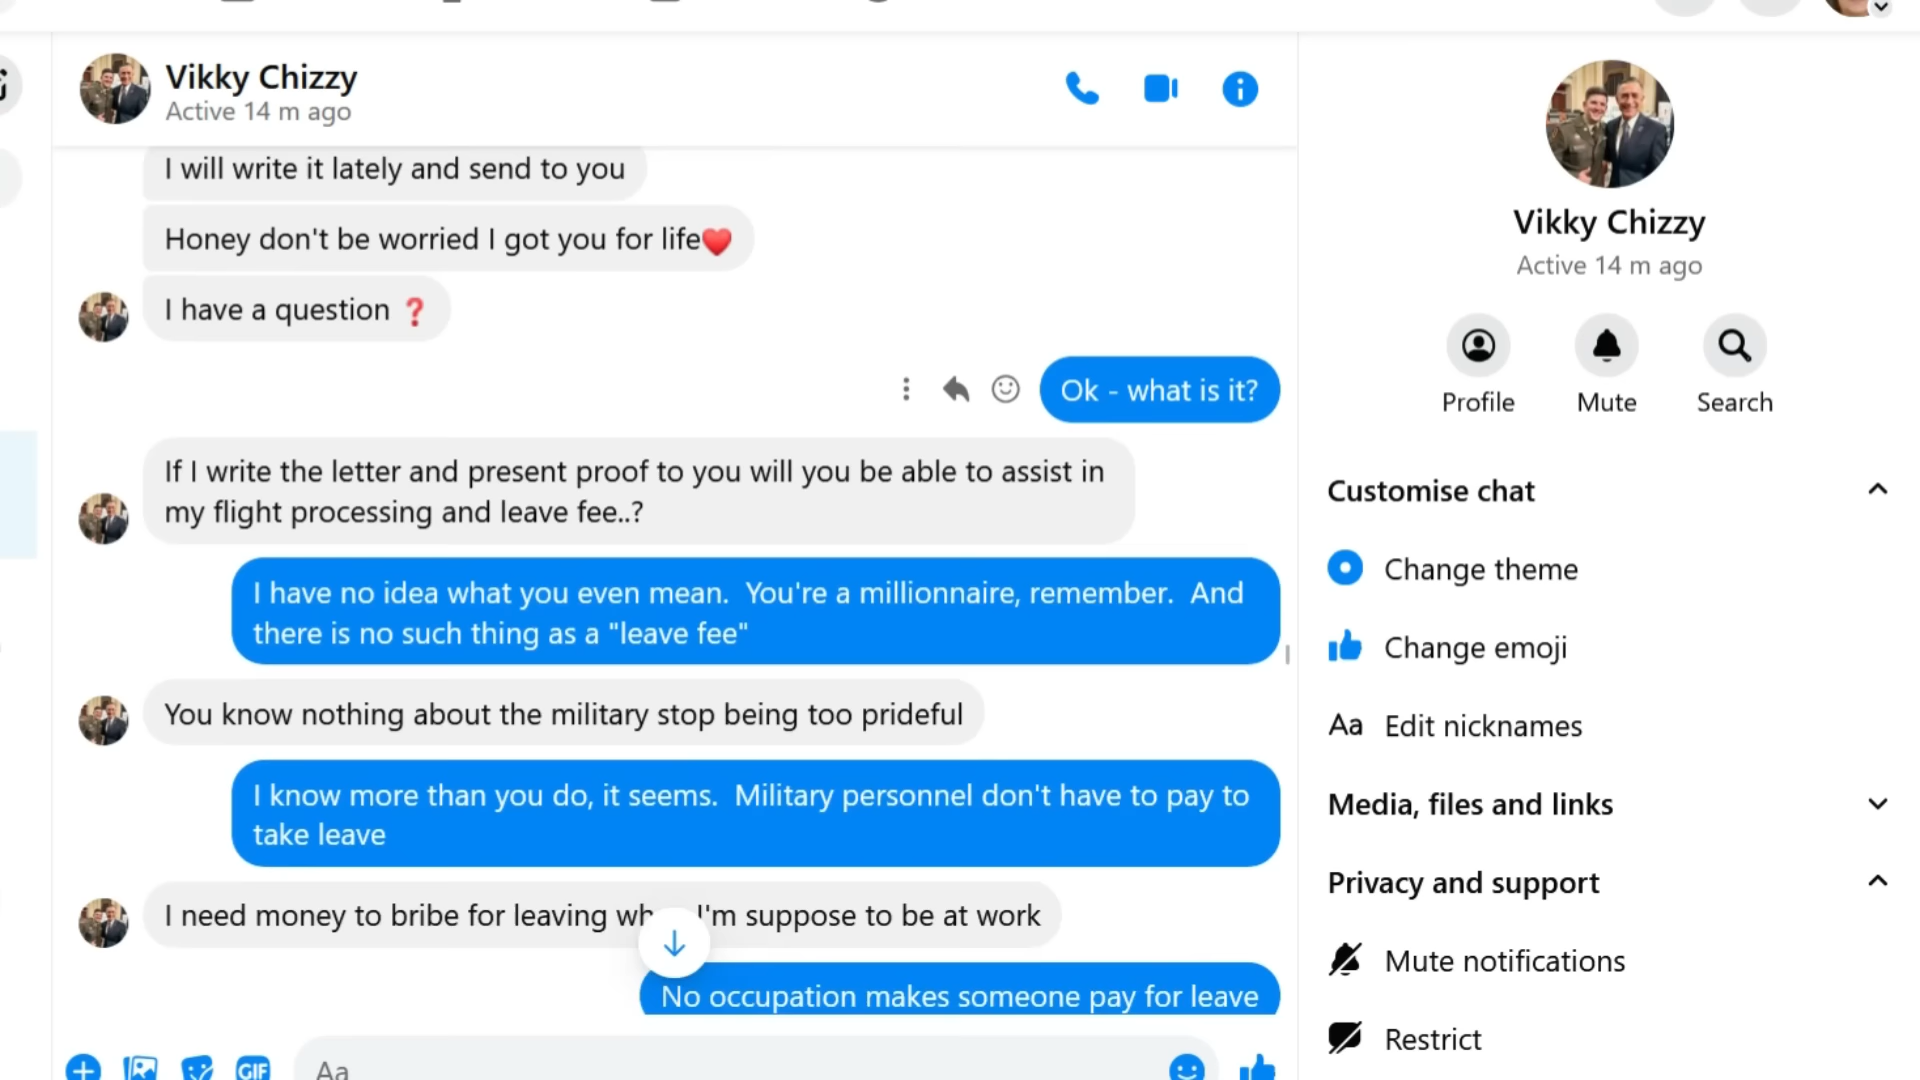 Vikky Chizzy
Active 14 m ago
I will write it lately and send to you
Honey don't be worried I got you for life
I have a question
Ok - what is it?
If I write the letter and present proof to you will you be able to assist in
my flight processing and leave fee..?
I have no idea what you even mean.  You're a millionnaire, remember.  And
there is no such thing as a "leave fee"
You know nothing about the military stop being too prideful
I know more than you do, it seems.  Military personnel don't have to pay to
take leave
I need money to bribe for leaving I'm suppose to be at work
No occupation makes someone pay for leave
GIF
Aa
Vikky Chizzy
Active 14 m ago
Profile
Mute
Search
Customise chat
Change theme
Change emoji
Aa Edit nicknames
Media, files and links
Privacy and support
Mute notifications
Restrict